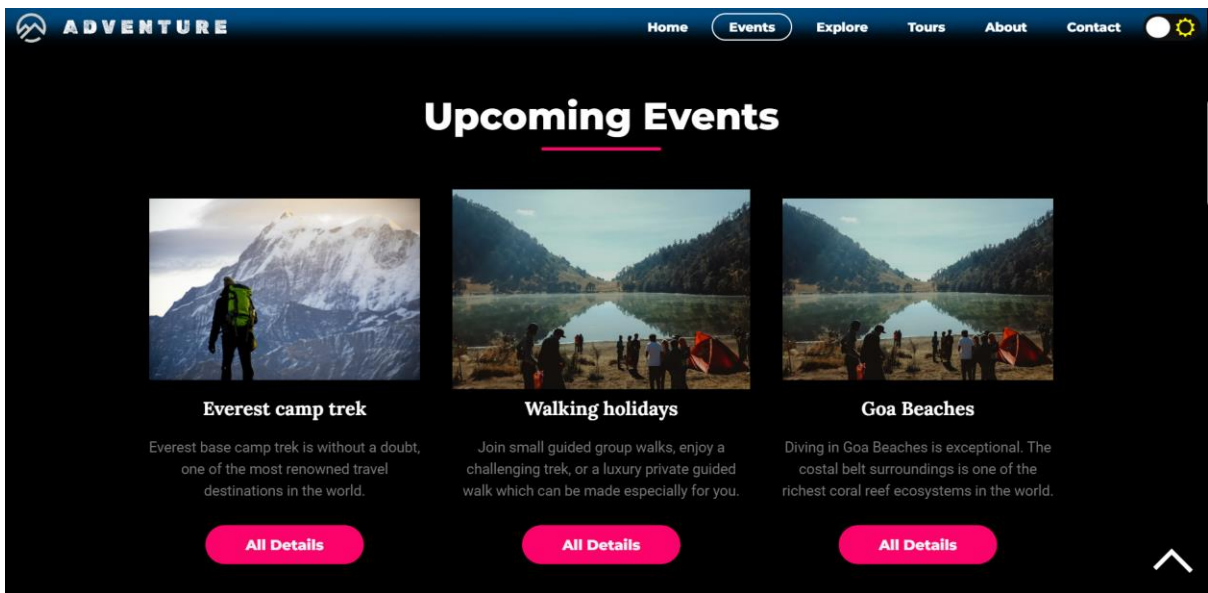 ADVENTURE
Home Events Explore Tours About Contact
Upcoming Events
Everest camp trek
Everest base camp trek is without a doubt,
one of the most renowned travel
destinations in the world.
All Details
Walking holidays
Join small guided group walks, enjoy a
challenging trek, or a luxury private guided
walk which can be made especially for you.
All Details
Goa Beaches
Diving in Goa Beaches is exceptional. The
costal belt surroundings is one of the
richest coral reef ecosystems in the world.
All Details